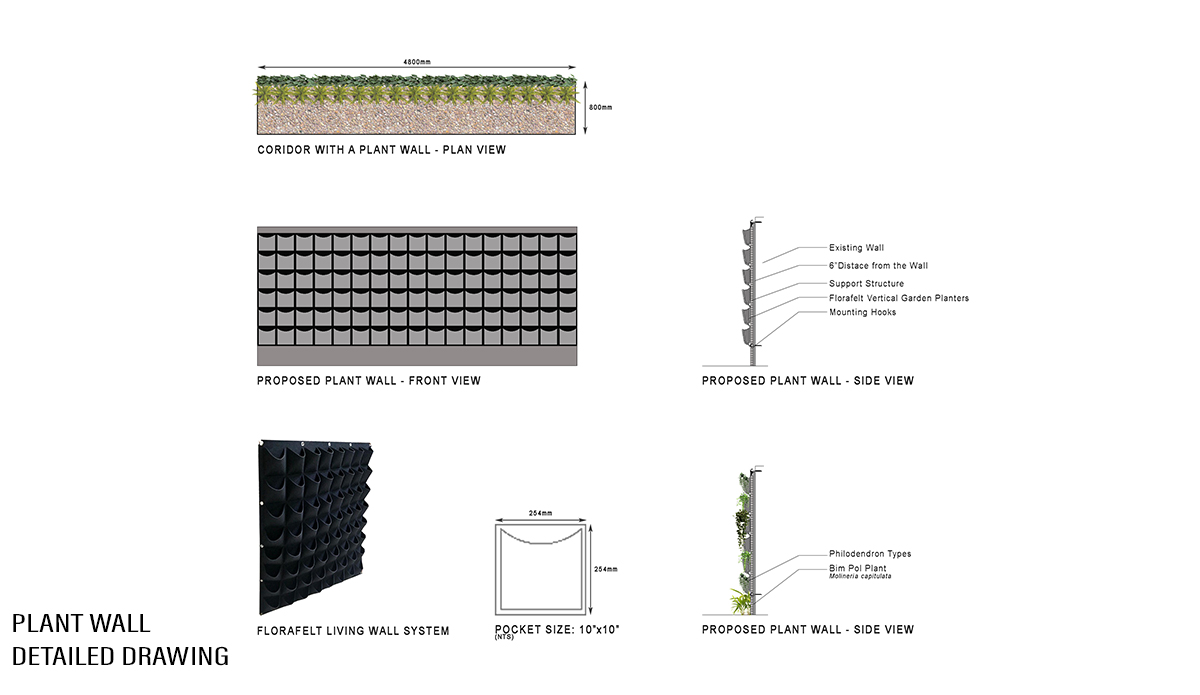 4800mm
800mm
CORIDOR WITH A PLANT WALL - PLAN VIEW
Existing Wall
6"Distace from the Wall
Support Structure
Florafelt Vertical Garden Planters
Mounting Hooks
PROPOSED PLANT WALL - FRONT VIEW
PROPOSED PLANT WALL - SIDE VIEW
254mm
254mm
Philodendron Types
Bim Pol Plant
Molineria capitulata
FLORAFELT LIVING WALL SYSTEM
POCKET SIZE: 10"x10"
(NTS)
PROPOSED PLANT WALL - SIDE VIEW
PLANT WALL
DETAILED DRAWING